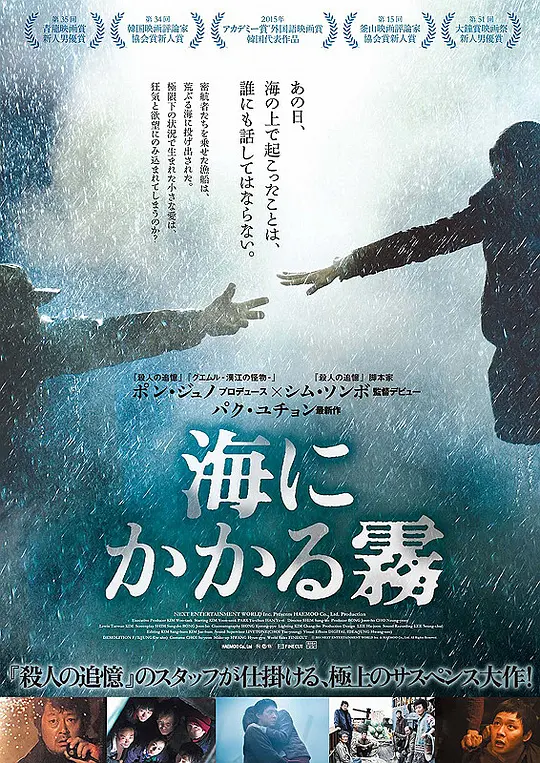 第35回
青龍映画賞
新人男優賞
第34回
韓国映画評論家
協会賞新人賞
2015年
アカデミー賞®外国語映画賞
韓国代表作品
第15回
釜山映画評論家
協会賞新人賞
第51回
大鐘賞映画祭
新人男優賞
あの日、
海の上で起こったことは、
誰にも話してはならない。
密航者たちを乗せた漁船は、
荒ぶる海に投げ出された。
極限下の状況で生まれた小さな愛は、
狂気と欲望にのみ込まれてしまうのか?
『殺人の追憶』『グエムル-漢江の怪物-』 『殺人の追憶』脚本家
ポン・ジュノ プロデュース×シム・ソンボ 監督デビュー
パク・ユチョン 最新作
海に
かかる霧
NEXT ENTERTAINMENT WORLD Inc. Presents HAEMOO Co., Ltd. Production
HAEMOO Co., Ltd. FINECUT
『殺人の追憶』のスタッフが仕掛ける、極上のサスペンス大作!